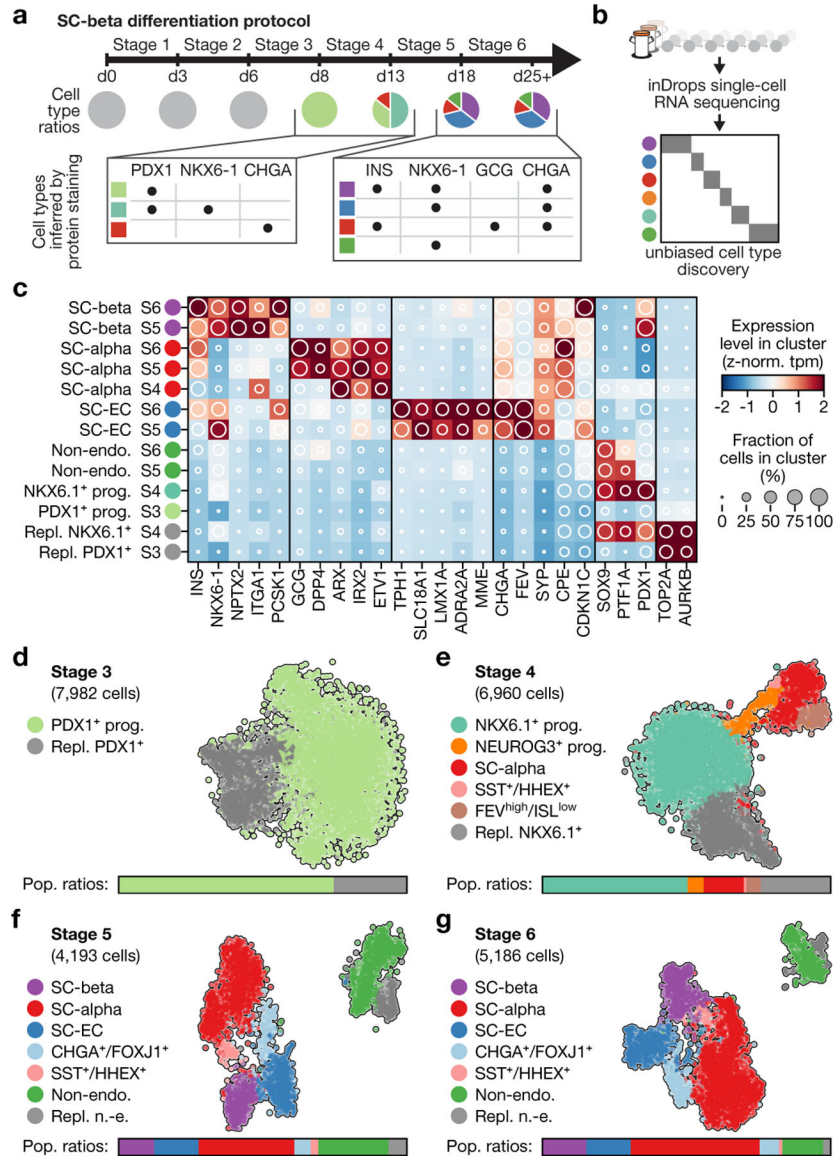 a
SC-beta differentiation protocol
Stage 1 Stage 2 Stage 3 Stage 4 Stage 5 Stage 6
d0 d3 d6 d8 d13 d18 d25+
Cell
type
ratios
Cell types
inferred by
protein staining
PDX1 NKX6-1 CHGA
INS NKX6-1 GCG CHGA
b
inDrops single-cell
RNA sequencing
unbiased cell type
discovery
c
SC-beta S6
SC-beta S5
SC-alpha S6
SC-alpha S5
SC-alpha S4
SC-EC S6
SC-EC S5
Non-endo. S6
Non-endo. S5
NKX6.1+ prog. S4
PDX1+ prog. S3
Repl. NKX6.1+ S4
Repl. PDX1+ S3
INS NKX6-1 NPTX2 ITGA1 PCSK1 GCG DPP4 ARX IRX2 ETV1 TPH1 SLC18A1 LMX1A ADRA2A MME CHGA FEV SYP CPE CDKN1C SOX9 PTF1A PDX1 TOP2A AURKB
Expression
level in cluster
(z-norm. tpm)
-2 -1 0 1 2
Fraction of
cells in cluster
(%)
0 25 50 75 100
d
Stage 3
(7,982 cells)
PDX1+ prog.
Repl. PDX1+
Pop. ratios:
e
Stage 4
(6,960 cells)
NKX6.1+ prog.
NEUROG3+ prog.
SC-alpha
SST+/HHEX+
FEVhigh/ISLlow
Repl. NKX6.1+
Pop. ratios:
f
Stage 5
(4,193 cells)
SC-beta
SC-alpha
SC-EC
CHGA+/FOXJ1+
SST+/HHEX+
Non-endo.
Repl. n.-e.
Pop. ratios:
g
Stage 6
(5,186 cells)
SC-beta
SC-alpha
SC-EC
CHGA+/FOXJ1+
SST+/HHEX+
Non-endo.
Repl. n.-e.
Pop. ratios: